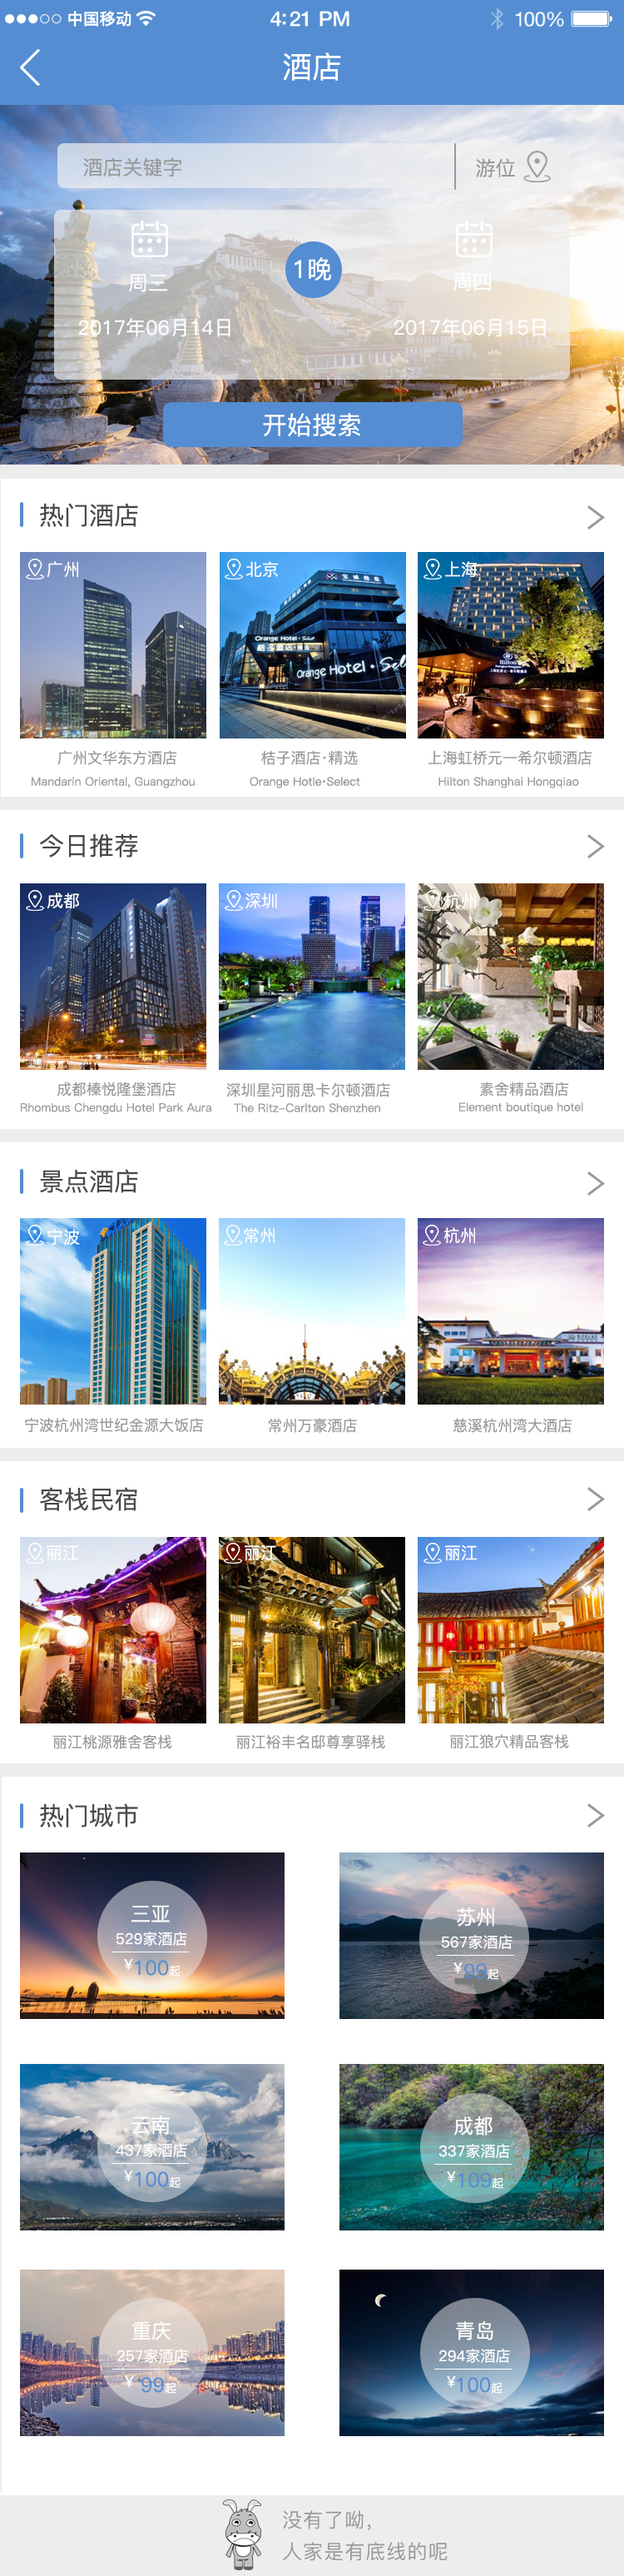 中国移动 4:21 PM 100%
酒店
酒店关键字 游位
周三 1晚 周四
2017年06月14日 2017年06月15日
开始搜索
热门酒店
广州 北京 上海
Orange Hotel · Sel
Hilton
广州文华东方酒店 桔子酒店·精选 上海虹桥元一希尔顿酒店
Mandarin Oriental, Guangzhou Orange Hotle·Select Hilton Shanghai Hongqiao
今日推荐
成都 深圳 杭州
成都榛悦隆堡酒店 深圳星河丽思卡尔顿酒店 素舍精品酒店
Rhombus Chengdu Hotel Park Aura The Ritz-Carlton Shenzhen Element boutique hotel
景点酒店
宁波 常州 杭州
宁波杭州湾世纪金源大饭店 常州万豪酒店 慈溪杭州湾大酒店
客栈民宿
丽江 丽江 丽江
丽江桃源雅舍客栈 丽江裕丰名邸尊享驿栈 丽江狼穴精品客栈
热门城市
三亚 苏州
529家酒店 567家酒店
¥100起 ¥99起
云南 成都
437家酒店 337家酒店
¥100起 ¥109起
重庆 青岛
257家酒店 294家酒店
¥99起 ¥100起
没有了呦，
人家是有底线的呢